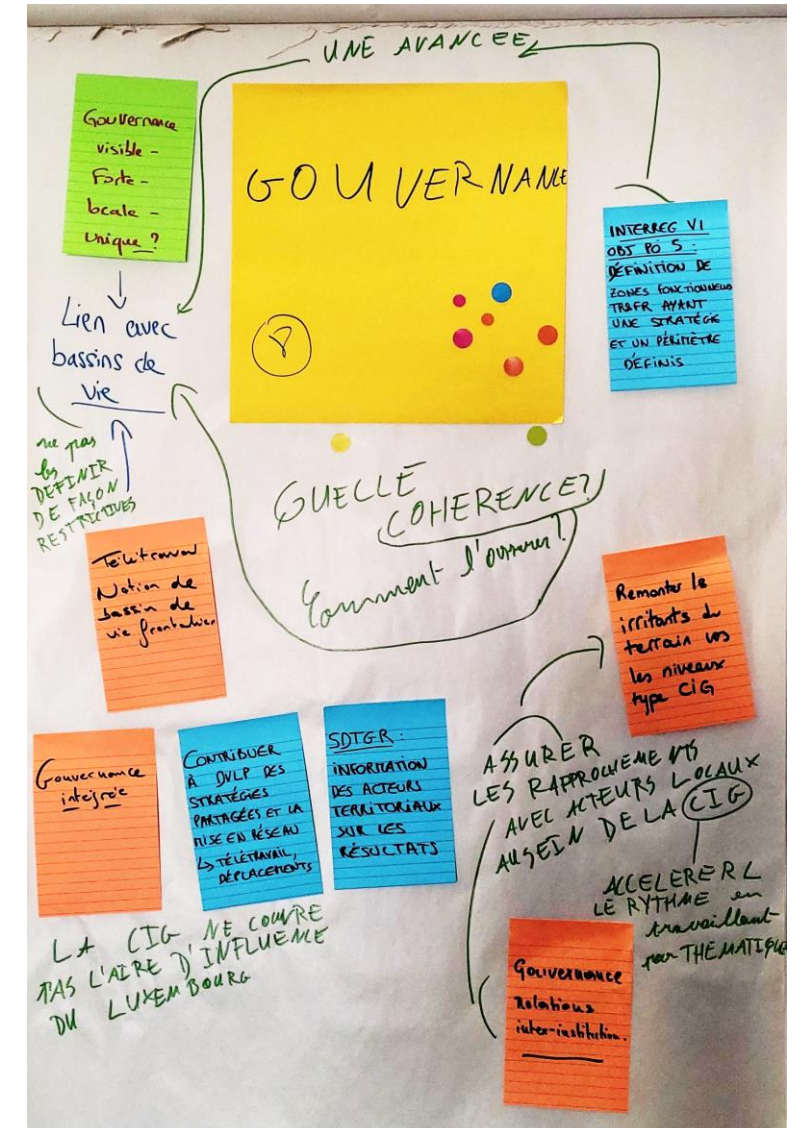 UNE AVANCEE
Gouvernance
visible -
Forte -
locale -
Unique ?
GOUVERNANCE
INTERREG VI
OBJ PO 5 :
DÉFINITION DE
ZONES FONCTIONNELLES
TRSFR AYANT
UNE STRATÉGIE
ET UN PÉRIMÈTRE
DÉFINIS
Lien avec
bassins de
vie
ne pas
les
DEFINIR
DE FAÇON
RESTRICTIVES
QUELLE
COHERENCE ?
Comment l'
Télétravail
Notion de
bassin de
vie frontalier
Remonter le
irritants du
terrain vos
les niveaux
type CIG
Gouvernance
intégrée
CONTRIBUER
À DVLP DES
STRATÉGIES
PARTAGÉES ET LA
MISE EN RÉSEAU
↳ TÉLÉTRAVAIL,
DÉPLACEMENTS
SDTGR :
INFORMATION
DES ACTEURS
TERRITORIAUX
SUR LES
RÉSULTATS
ASSURER
LES RAPPROCHEMENTS
AVEC ACTEURS LOCAUX
AU SEIN DE LA CIG
ACCELERER
LE RYTHME en
travaillant
par THEMATIQUE
LA CIG NE COUVRE
PAS L'AIRE D'INFLUENCE
DU LUXEMBOURG
Gouvernance
Relations
inter-institution.